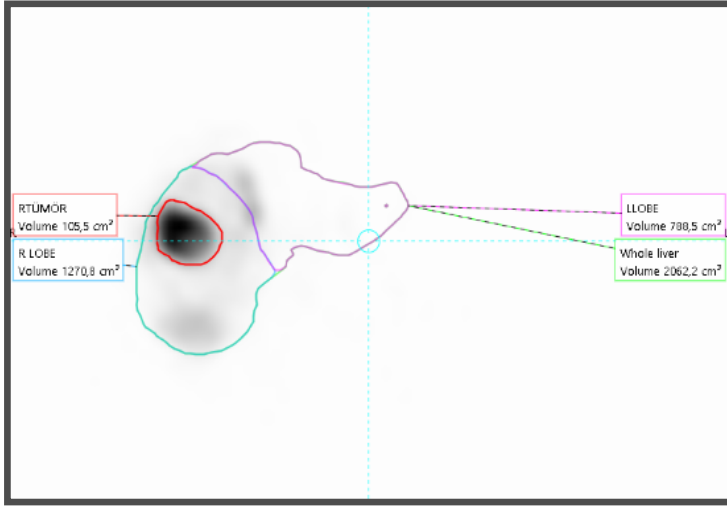 RTÜMÖR
Volume 105,5 cm³
R
R LOBE
Volume 1270,8 cm³
LLOBE
Volume 788,5 cm³
Whole liver
Volume 2062,2 cm³